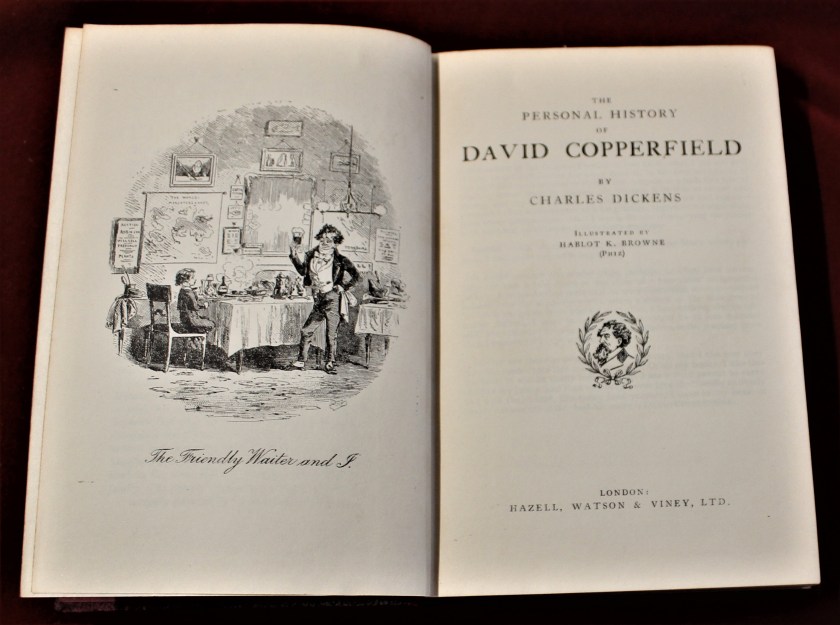 The Friendly Waiter and I.
THE
PERSONAL HISTORY
OF
DAVID COPPERFIELD
BY
CHARLES DICKENS
ILLUSTRATED BY
HABLOT K. BROWNE
(PHIZ)
LONDON:
HAZELL, WATSON & VINEY, LTD.